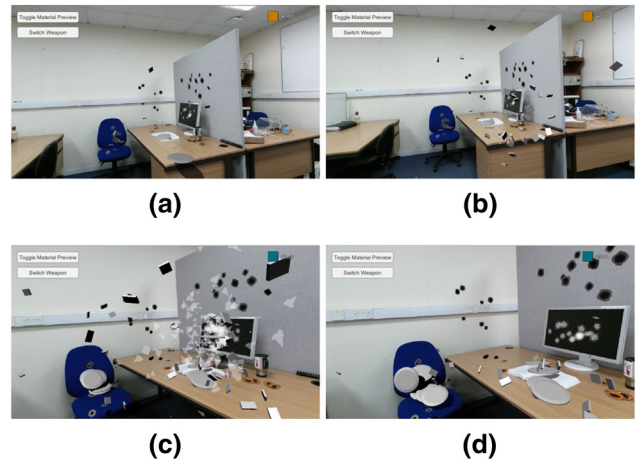 Toggle Material Preview
Switch Weapon
Toggle Material Preview
Switch Weapon
(a)
(b)
Toggle Material Preview
Switch Weapon
Toggle Material Preview
Switch Weapon
(c)
(d)